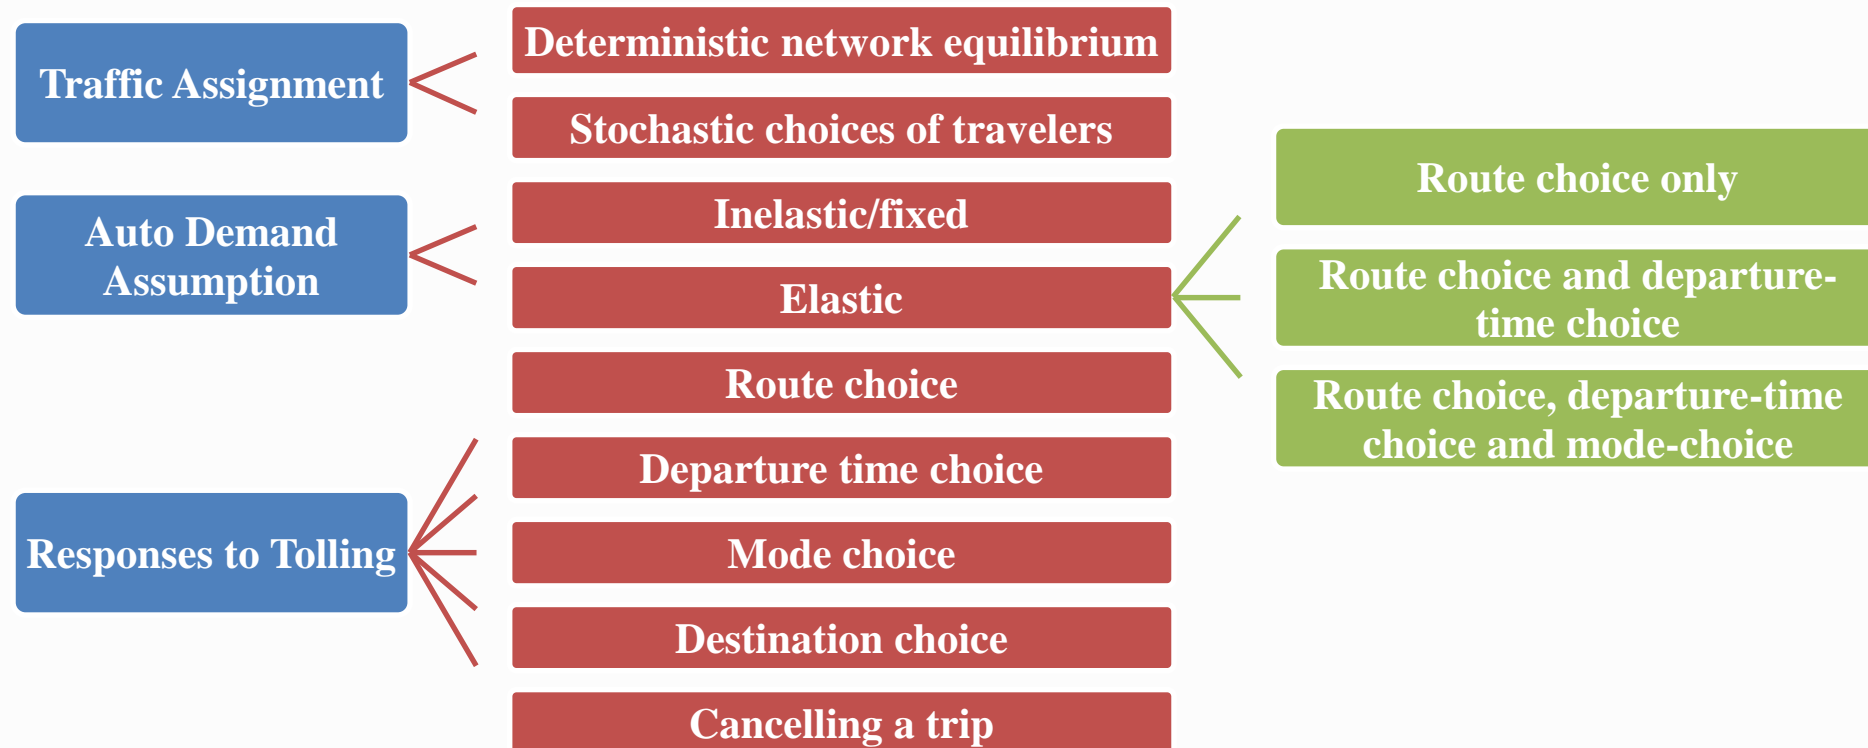 Traffic Assignment
Deterministic network equilibrium
Stochastic choices of travelers
Auto Demand
Assumption
Inelastic/fixed
Elastic
Route choice only
Route choice and departure-
time choice
Route choice, departure-time
choice and mode-choice
Responses to Tolling
Route choice
Departure time choice
Mode choice
Destination choice
Cancelling a trip